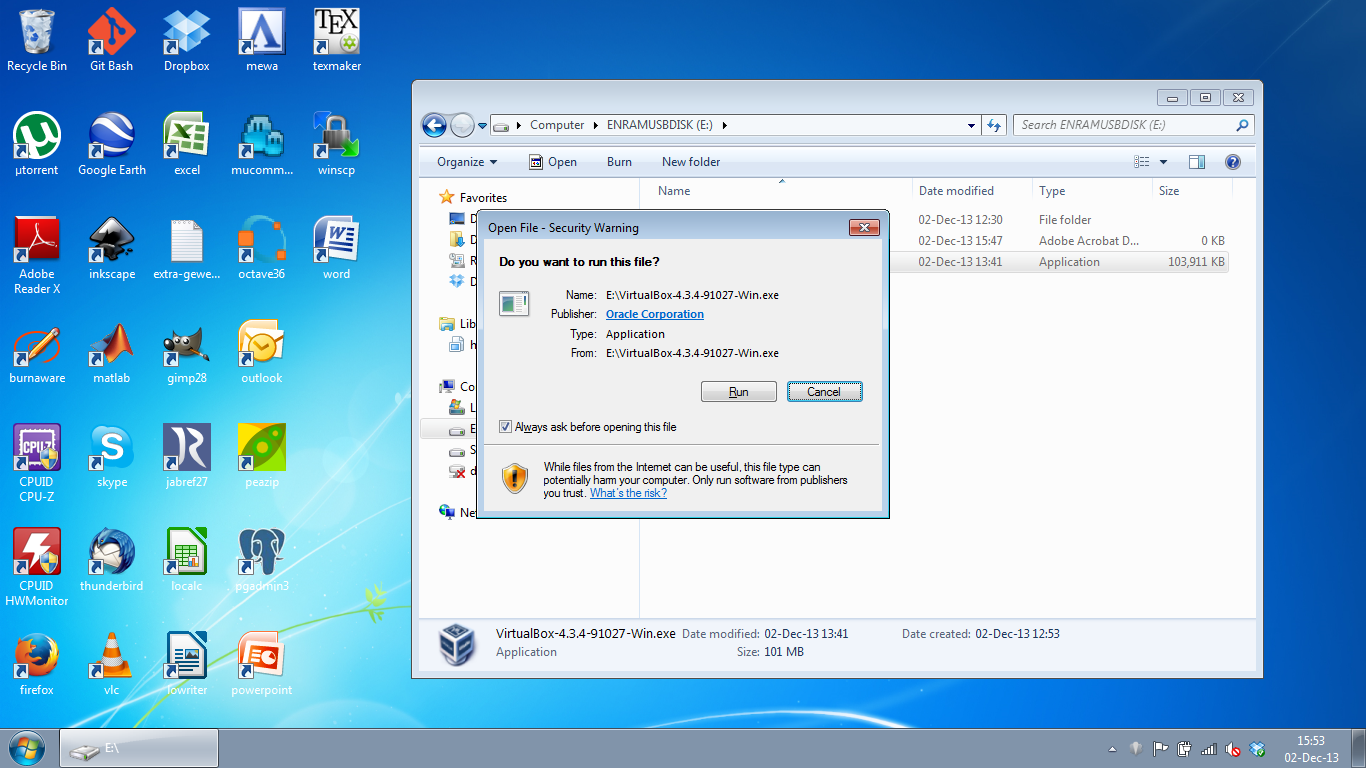 Recycle Bin
Git Bash
Dropbox
mewa
texmaker
µtorrent
Google Earth
excel
mucomm...
winscp
Adobe
Reader X
inkscape
extra-gewe...
octave36
word
burnaware
matlab
gimp28
outlook
CPUID
CPU-Z
skype
jabref27
peazip
CPUID
HWMonitor
thunderbird
localc
pgadmin3
firefox
vlc
lowriter
powerpoint
Computer
ENRAMUSBDISK (E:)
Search ENRAMUSBDISK (E:)
Organize
Open
Burn
New folder
Favorites
D
D
R
D
Lib
h
Co
L
E
S
d
Net
Name
Date modified
Type
Size
02-Dec-13 12:30
File folder
02-Dec-13 15:47
Adobe Acrobat D...
0 KB
02-Dec-13 13:41
Application
103,911 KB
Open File - Security Warning
Do you want to run this file?
Name: E:\VirtualBox-4.3.4-91027-Win.exe
Publisher: Oracle Corporation
Type: Application
From: E:\VirtualBox-4.3.4-91027-Win.exe
Run
Cancel
Always ask before opening this file
While files from the Internet can be useful, this file type can
potentially harm your computer. Only run software from publishers
you trust. What's the risk?
VirtualBox-4.3.4-91027-Win.exe Date modified: 02-Dec-13 13:41 Date created: 02-Dec-13 12:53
Application Size: 101 MB
E:\
15:53
02-Dec-13